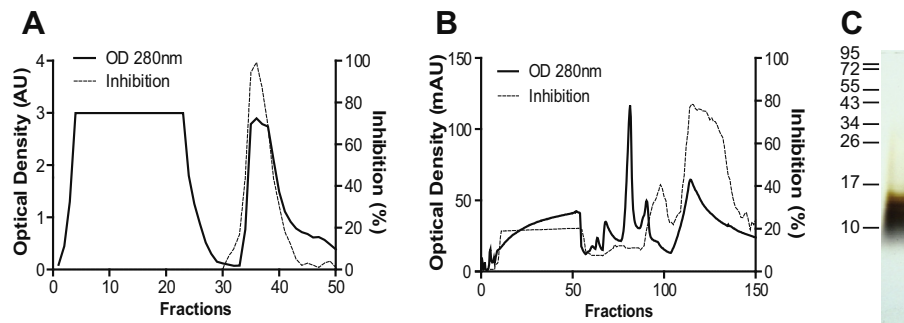 A
OD 280nm
Inhibition
Optical Density (AU)
4
3
2
1
0
100
80
60
40
20
0
Inhibition (%)
0 10 20 30 40 50
Fractions
B
OD 280nm
Inhibition
Optical Density (mAU)
150
100
50
0
100
80
60
40
20
0
Inhibition (%)
0 50 100 150
Fractions
C
95
72
55
43
34
26
17
10